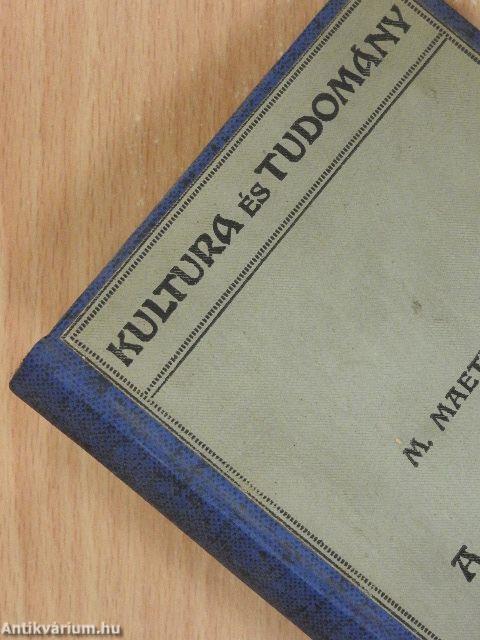 KULTURA ÉS TUDOMÁNY
M. MAET
A
Antikvárium.hu